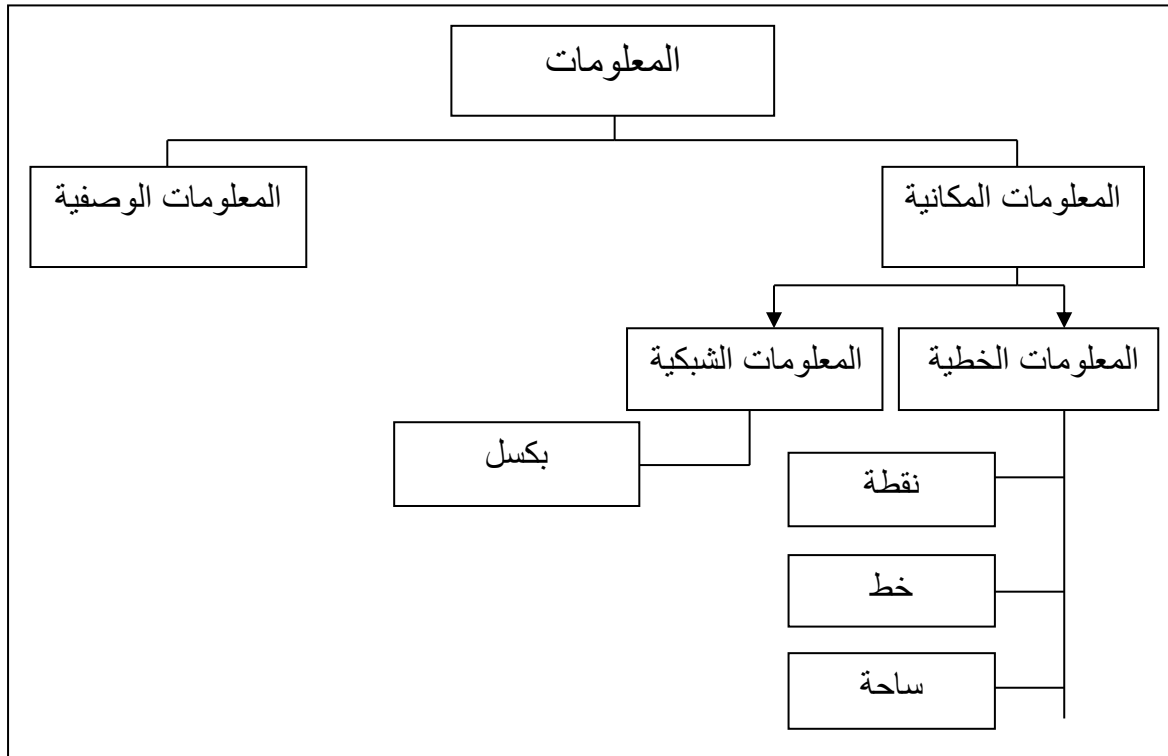 المعلومات
المعلومات المكانية
المعلومات الوصفية
المعلومات الخطية
المعلومات الشبكية
بكسل
نقطة
خط
ساحة